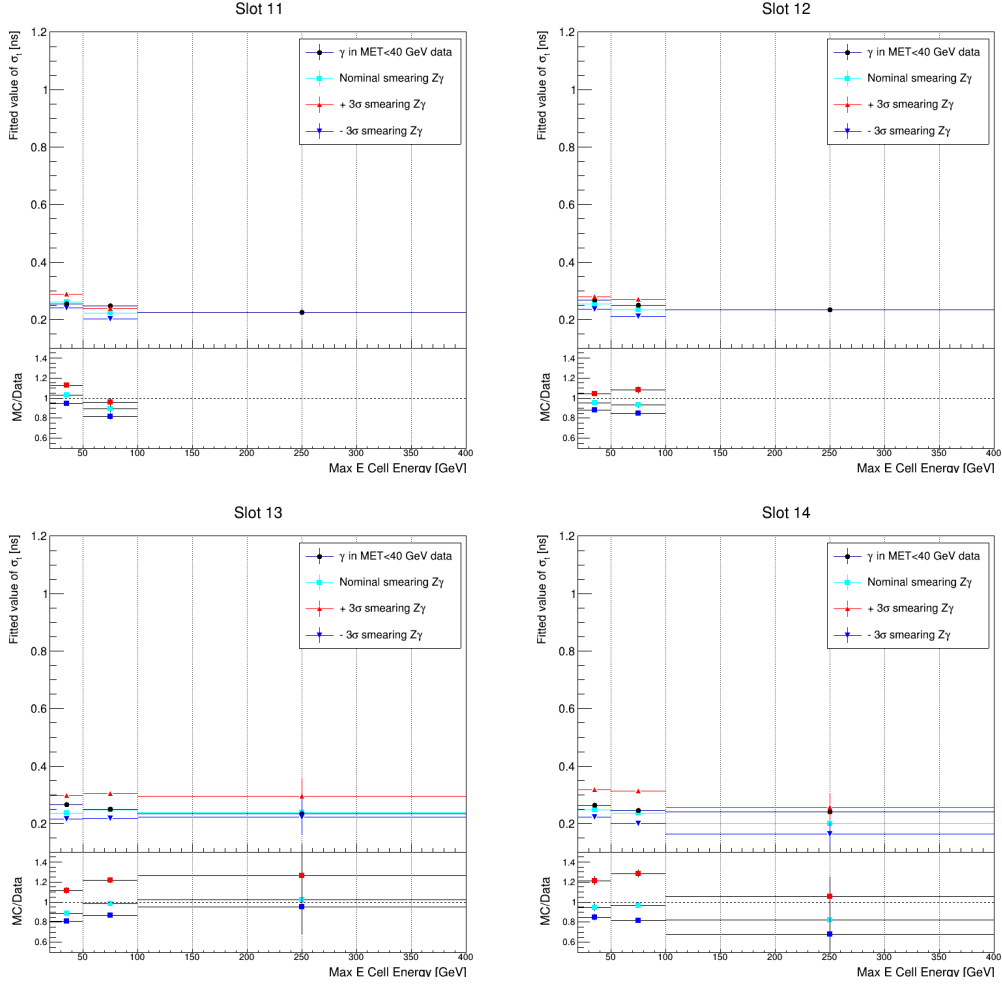 Slot 11
Fitted value of σt [ns]
1.2
1
0.8
0.6
0.4
0.2
γ in MET<40 GeV data
Nominal smearing Zγ
+ 3σ smearing Zγ
- 3σ smearing Zγ
MC/Data
1.4
1.2
1
0.8
0.6
50 100 150 200 250 300 350 400
Max E Cell Energy [GeV]
Slot 12
Fitted value of σt [ns]
1.2
1
0.8
0.6
0.4
0.2
γ in MET<40 GeV data
Nominal smearing Zγ
+ 3σ smearing Zγ
- 3σ smearing Zγ
MC/Data
1.4
1.2
1
0.8
0.6
50 100 150 200 250 300 350 400
Max E Cell Energy [GeV]
Slot 13
Fitted value of σt [ns]
1.2
1
0.8
0.6
0.4
0.2
γ in MET<40 GeV data
Nominal smearing Zγ
+ 3σ smearing Zγ
- 3σ smearing Zγ
MC/Data
1.4
1.2
1
0.8
0.6
50 100 150 200 250 300 350 400
Max E Cell Energy [GeV]
Slot 14
Fitted value of σt [ns]
1.2
1
0.8
0.6
0.4
0.2
γ in MET<40 GeV data
Nominal smearing Zγ
+ 3σ smearing Zγ
- 3σ smearing Zγ
MC/Data
1.4
1.2
1
0.8
0.6
50 100 150 200 250 300 350 400
Max E Cell Energy [GeV]